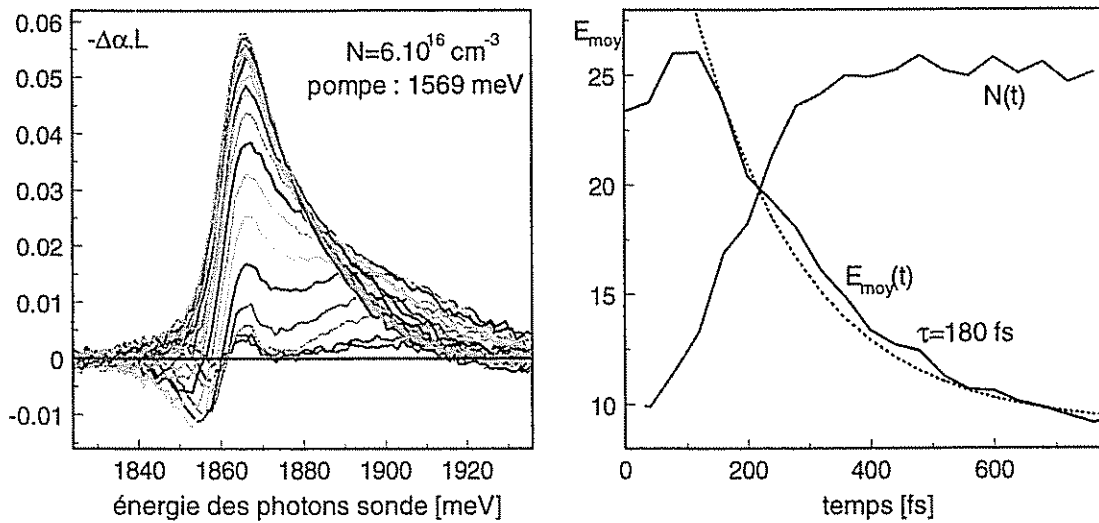 -Δα.L
N=6.10¹⁶ cm⁻³
pompe : 1569 meV
0.06
0.05
0.04
0.03
0.02
0.01
0
-0.01
1840 1860 1880 1900 1920
énergie des photons sonde [meV]
E_moy
25
20
15
10
N(t)
E_moy(t)
τ=180 fs
0 200 400 600
temps [fs]